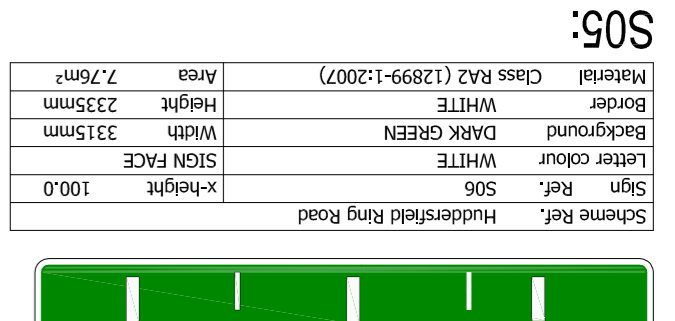 Scheme Ref. Huddersfield Ring Road
Sign Ref. S06 x-height 100.0
Letter colour WHITE SIGN FACE
Background DARK GREEN Width 3315mm
Border WHITE Height 2335mm
Material Class RA2 (12899-1:2007) Area 7.76m²
S05: